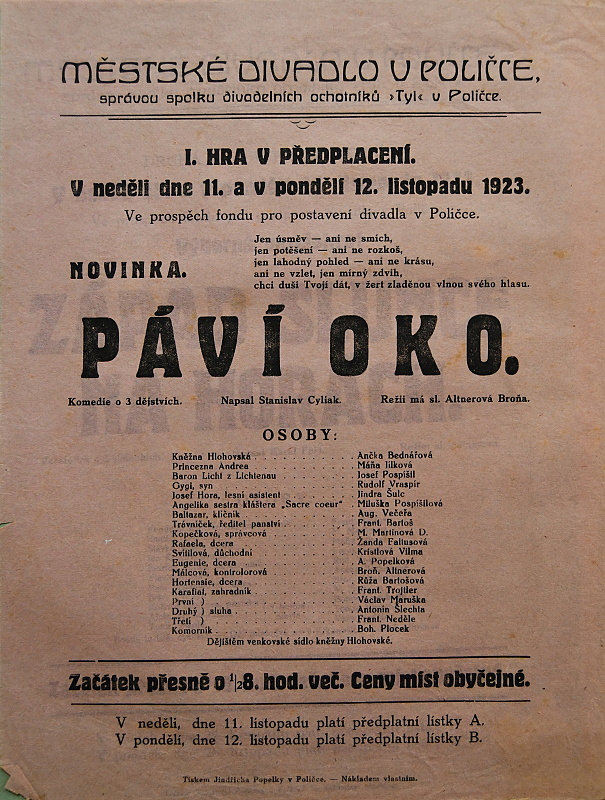 MĚSTSKÉ DIVADLO V POLIČCE,
správou spolku divadelních ochotníků ›Tyl‹ v Poličce.
I. HRA V PŘEDPLACENÍ.
V neděli dne 11. a v pondělí 12. listopadu 1923.
Ve prospěch fondu pro postavení divadla v Poličce.
NOVINKA.
Jen úsměv — ani ne smích,
jen potěšení — ani ne rozkoš,
jen lahodný pohled — ani ne krásu,
ani ne vzlet, jen mírný zdvih,
chci duši Tvojí dát, v žert zladěnou vlnou svého hlasu.
PÁVÍ OKO.
Komedie o 3 dějstvích. Napsal Stanislav Cyliak. Režii má sl. Altnerová Broňa.
OSOBY:
Kněžna Hlohovská . . . . . . . . . . Ančka Bednářová
Princezna Andrea . . . . . . . . . . Máňa Jílková
Baron Licht z Lichtenau . . . . . . . . Josef Pospíšil
Gygi, syn . . . . . . . . . . Rudolf Vraspír
Josef Hora, lesní asistent . . . . . . . . Jindra Šulc
Angelika sestra kláštera „Sacre coeur“ . . Miluška Pospíšilová
Baltazar, klíčník . . . . . . . . . . Aug. Večeřa
Trávníček, ředitel panství . . . . . . . . Frant. Bartoš
Kopečková, správcová . . . . . . . . M. Martinová D.
Rafaela, dcera . . . . . . . . . . Žanda Faltusová
Svitilová, důchodní . . . . . . . . . . Kristlová Vilma
Eugenie, dcera . . . . . . . . . . A. Popelková
Málcová, kontrolorová . . . . . . . . Broň. Altnerová
Hortensie, dcera . . . . . . . . . . Růža Bartošová
Karafiat, zahradník . . . . . . . . . . Frant. Trojtler
První ) . . . . . . . . . . Václav Maruška
Druhý ) sluha . . . . . . . . . . Antonín Šlechta
Třetí ) . . . . . . . . . . Frant. Neděle
Komorník . . . . . . . . . . Boh. Plocek
Dějištěm venkovské sídlo kněžny Hlohovské.
Začátek přesně o 1|28. hod. več. Ceny míst obyčejné.
V neděli, dne 11. listopadu platí předplatní lístky A.
V pondělí, dne 12. listopadu platí předplatní lístky B.
Tiskem Jindřicha Popelky v Poličce. — Nákladem vlastním.